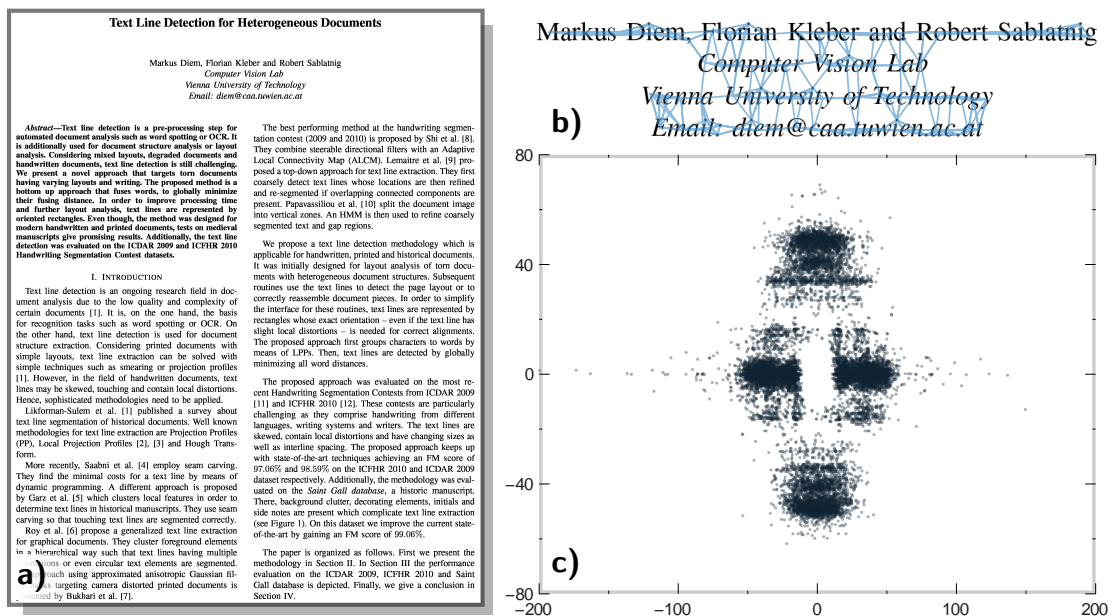 Text Line Detection for Heterogeneous Documents
Markus Diem, Florian Kleber and Robert Sablatnig
Computer Vision Lab
Vienna University of Technology
Email: diem@caa.tuwien.ac.at
Abstract—Text line detection is a pre-processing step for
automated document analysis such as word spotting or OCR. It
is additionally used for document structure analysis or layout
analysis. Considering mixed layouts, degraded documents and
handwritten documents, text line detection is still challenging.
We present a novel approach that targets torn documents
having varying layouts and writing. The proposed method is a
bottom up approach that fuses words, to globally minimize
their fusing distance. In order to improve processing time
and further layout analysis, text lines are represented by
oriented rectangles. Even though, the method was designed for
modern handwritten and printed documents, tests on medieval
manuscripts give promising results. Additionally, the text line
detection was evaluated on the ICDAR 2009 and ICFHR 2010
Handwriting Segmentation Contest datasets.
I. INTRODUCTION
Text line detection is an ongoing research field in doc-
ument analysis due to the low quality and complexity of
certain documents [1]. It is, on the one hand, the basis
for recognition tasks such as word spotting or OCR. On
the other hand, text line detection is used for document
structure extraction. Considering printed documents with
simple layouts, text line extraction can be solved with
simple techniques such as smearing or projection profiles
[1]. However, in the field of handwritten documents, text
lines may be skewed, touching and contain local distortions.
Hence, sophisticated methodologies need to be applied.
Likforman-Sulem et al. [1] published a survey about
text line segmentation of historical documents. Well known
methodologies for text line extraction are Projection Profiles
(PP), Local Projection Profiles [2], [3] and Hough Trans-
form.
More recently, Saabni et al. [4] employ seam carving.
They find the minimal costs for a text line by means of
dynamic programming. A different approach is proposed
by Garz et al. [5] which clusters local features in order to
determine text lines in historical manuscripts. They use seam
carving so that touching text lines are segmented correctly.
Roy et al. [6] propose a generalized text line extraction
for graphical documents. They cluster foreground elements
in a hierarchical way such that text lines having multiple
or even circular text elements are segmented.
using approximated anisotropic Gaussian fil-
targeting camera distorted printed documents is
by Bukhari et al. [7].
The best performing method at the handwriting segmen-
tation contest (2009 and 2010) is proposed by Shi et al. [8].
They combine steerable directional filters with an Adaptive
Local Connectivity Map (ALCM). Lemaitre et al. [9] pro-
posed a top-down approach for text line extraction. They first
coarsely detect text lines whose locations are then refined
and re-segmented if overlapping connected components are
present. Papavassiliou et al. [10] split the document image
into vertical zones. An HMM is then used to refine coarsely
segmented text and gap regions.
We propose a text line detection methodology which is
applicable for handwritten, printed and historical documents.
It was initially designed for layout analysis of torn docu-
ments with heterogeneous document structures. Subsequent
routines use the text lines to detect the page layout or to
correctly reassemble document pieces. In order to simplify
the interface for these routines, text lines are represented by
rectangles whose exact orientation – even if the text line has
slight local distortions – is needed for correct alignments.
The proposed approach first groups characters to words by
means of LPPs. Then, text lines are detected by globally
minimizing all word distances.
The proposed approach was evaluated on the most re-
cent Handwriting Segmentation Contests from ICDAR 2009
[11] and ICFHR 2010 [12]. These contests are particularly
challenging as they comprise handwriting from different
languages, writing systems and writers. The text lines are
skewed, contain local distortions and have changing sizes as
well as interline spacing. The proposed approach keeps up
with state-of-the-art techniques achieving an FM score of
97.06% and 98.59% on the ICFHR 2010 and ICDAR 2009
dataset respectively. Additionally, the methodology was eval-
uated on the Saint Gall database, a historic manuscript.
There, background clutter, decorating elements, initials and
side notes are present which complicate text line extraction
(see Figure 1). On this dataset we improve the current state-
of-the-art by gaining an FM score of 99.06%.
The paper is organized as follows. First we present the
methodology in Section II. In Section III the performance
evaluation on the ICDAR 2009, ICFHR 2010 and Saint
Gall database is depicted. Finally, we give a conclusion in
Section IV.
a)
Markus Diem, Florian Kleber and Robert Sablatnig
Computer Vision Lab
Vienna University of Technology
Email: diem@caa.tuwien.ac.at
b)
80
40
0
−40
−80
c)
−200
−100
0
100
200